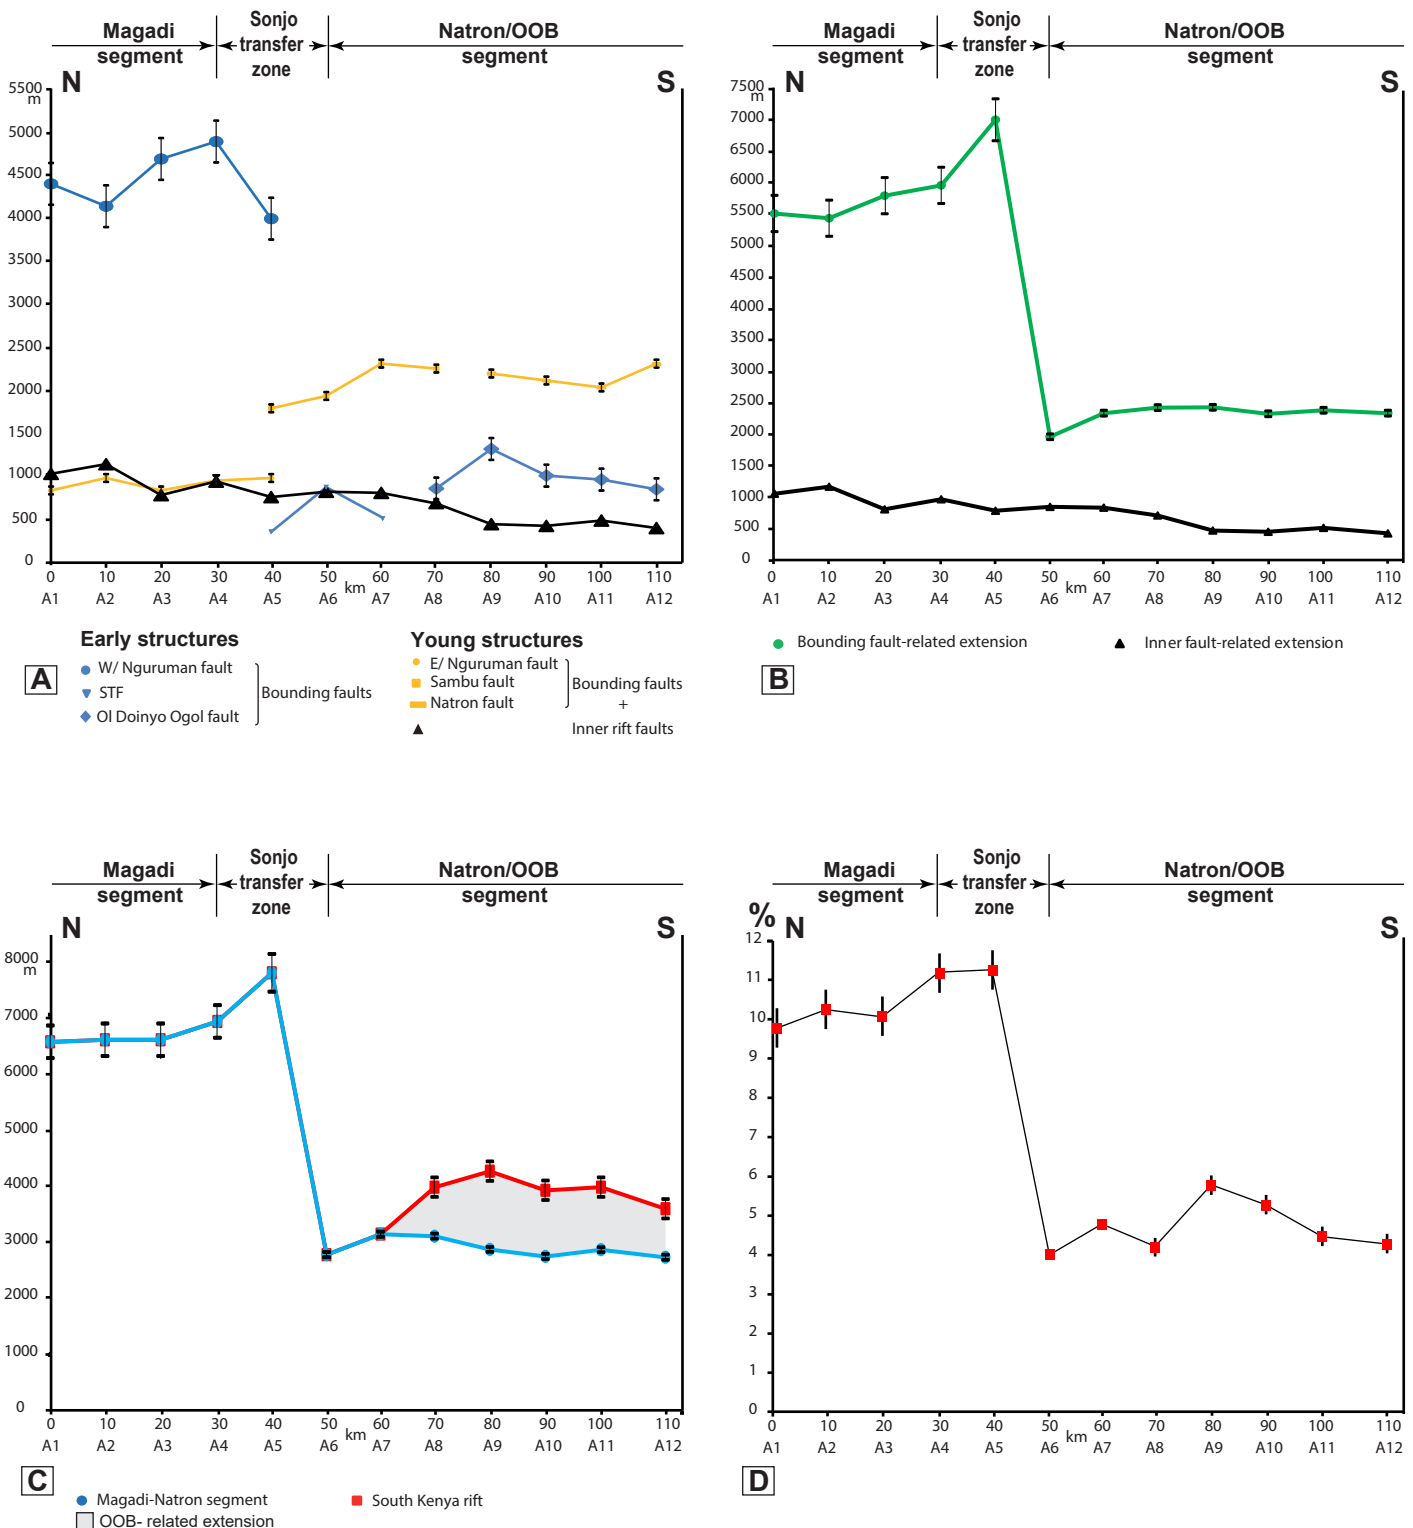 Magadi
segment
Sonjo
transfer
zone
Natron/OOB
segment
N
S
5500
m
5000
4500
4000
3500
3000
2500
2000
1500
1000
500
0
0 10 20 30 40 50 60 70 80 90 100 110
km
A1 A2 A3 A4 A5 A6 A7 A8 A9 A10 A11 A12
Early structures
W/ Nguruman fault
STF
Ol Doinyo Ogol fault
Bounding faults
Young structures
E/ Nguruman fault
Sambu fault
Natron fault
Bounding faults
+
Inner rift faults
A
Magadi
segment
Sonjo
transfer
zone
Natron/OOB
segment
N
S
7500
m
7000
6500
6000
5500
5000
4500
4000
3500
3000
2500
2000
1500
1000
500
0
0 10 20 30 40 50 60 70 80 90 100 110
km
A1 A2 A3 A4 A5 A6 A7 A8 A9 A10 A11 A12
Bounding fault-related extension
Inner fault-related extension
B
Magadi
segment
Sonjo
transfer
zone
Natron/OOB
segment
N
S
8000
m
7000
6000
5000
4000
3000
2000
1000
0
0 10 20 30 40 50 60 70 80 90 100 110
km
A1 A2 A3 A4 A5 A6 A7 A8 A9 A10 A11 A12
C
Magadi-Natron segment
South Kenya rift
OOB- related extension
Magadi
segment
Sonjo
transfer
zone
Natron/OOB
segment
%
N
S
12
11
10
9
8
7
6
5
4
3
2
1
0
0 10 20 30 40 50 60 70 80 90 100 110
km
A1 A2 A3 A4 A5 A6 A7 A8 A9 A10 A11 A12
D